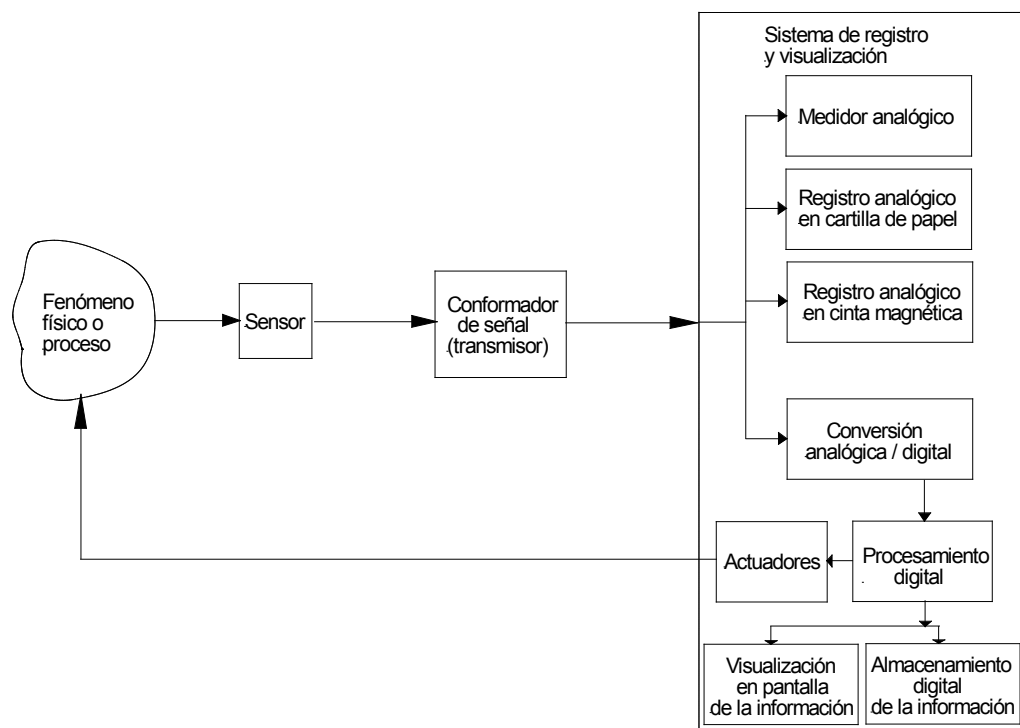 Sistema de registro
y visualización
Medidor analógico
Registro analógico
en cartilla de papel
Registro analógico
en cinta magnética
Fenómeno
físico o
proceso
Sensor
Conformador
de señal
(transmisor)
Conversión
analógica / digital
Actuadores
Procesamiento
digital
Visualización
en pantalla
de la información
Almacenamiento
digital
de la información